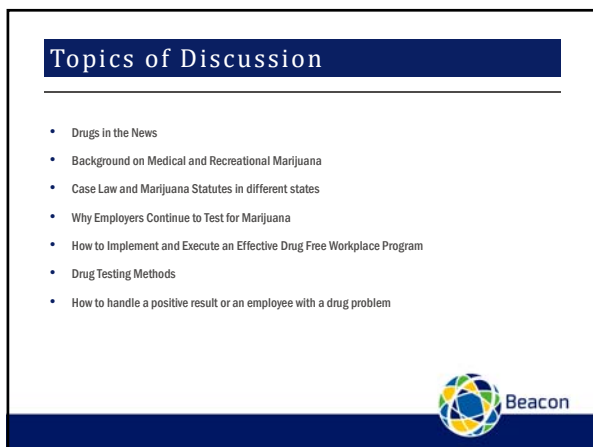 Topics of Discussion
• Drugs in the News
• Background on Medical and Recreational Marijuana
• Case Law and Marijuana Statutes in different states
• Why Employers Continue to Test for Marijuana
• How to Implement and Execute an Effective Drug Free Workplace Program
• Drug Testing Methods
• How to handle a positive result or an employee with a drug problem
Beacon